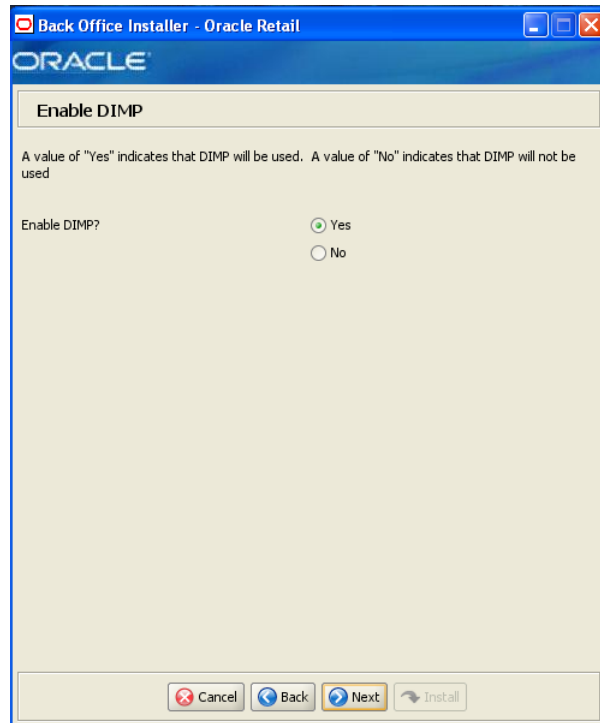 Back Office Installer - Oracle Retail
ORACLE
Enable DIMP
A value of "Yes" indicates that DIMP will be used. A value of "No" indicates that DIMP will not be
used
Enable DIMP?
Yes
No
Cancel
Back
Next
Install